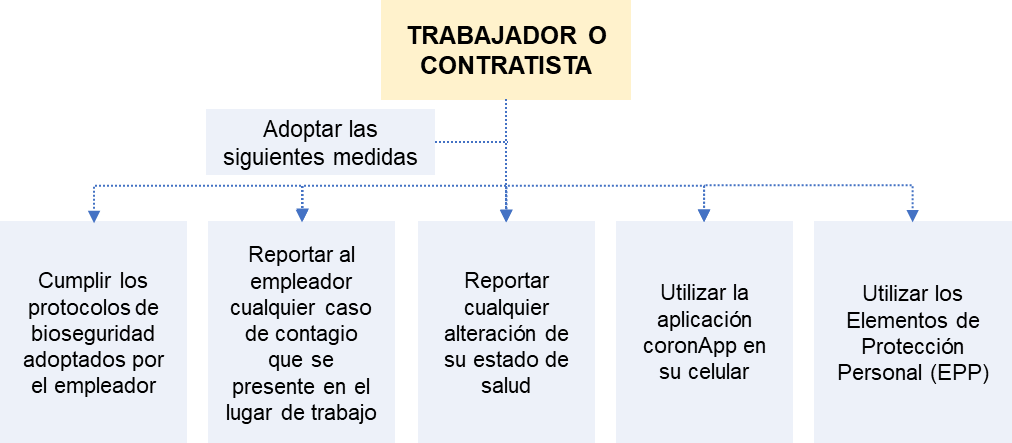 TRABAJADOR O
CONTRATISTA
Adoptar las
siguientes medidas
Cumplir los
protocolos de
bioseguridad
adoptados por
el empleador
Reportar al
empleador
cualquier caso
de contagio
que se
presente en el
lugar de trabajo
Reportar
cualquier
alteración de
su estado de
salud
Utilizar la
aplicación
coronApp en
su celular
Utilizar los
Elementos de
Protección
Personal (EPP)